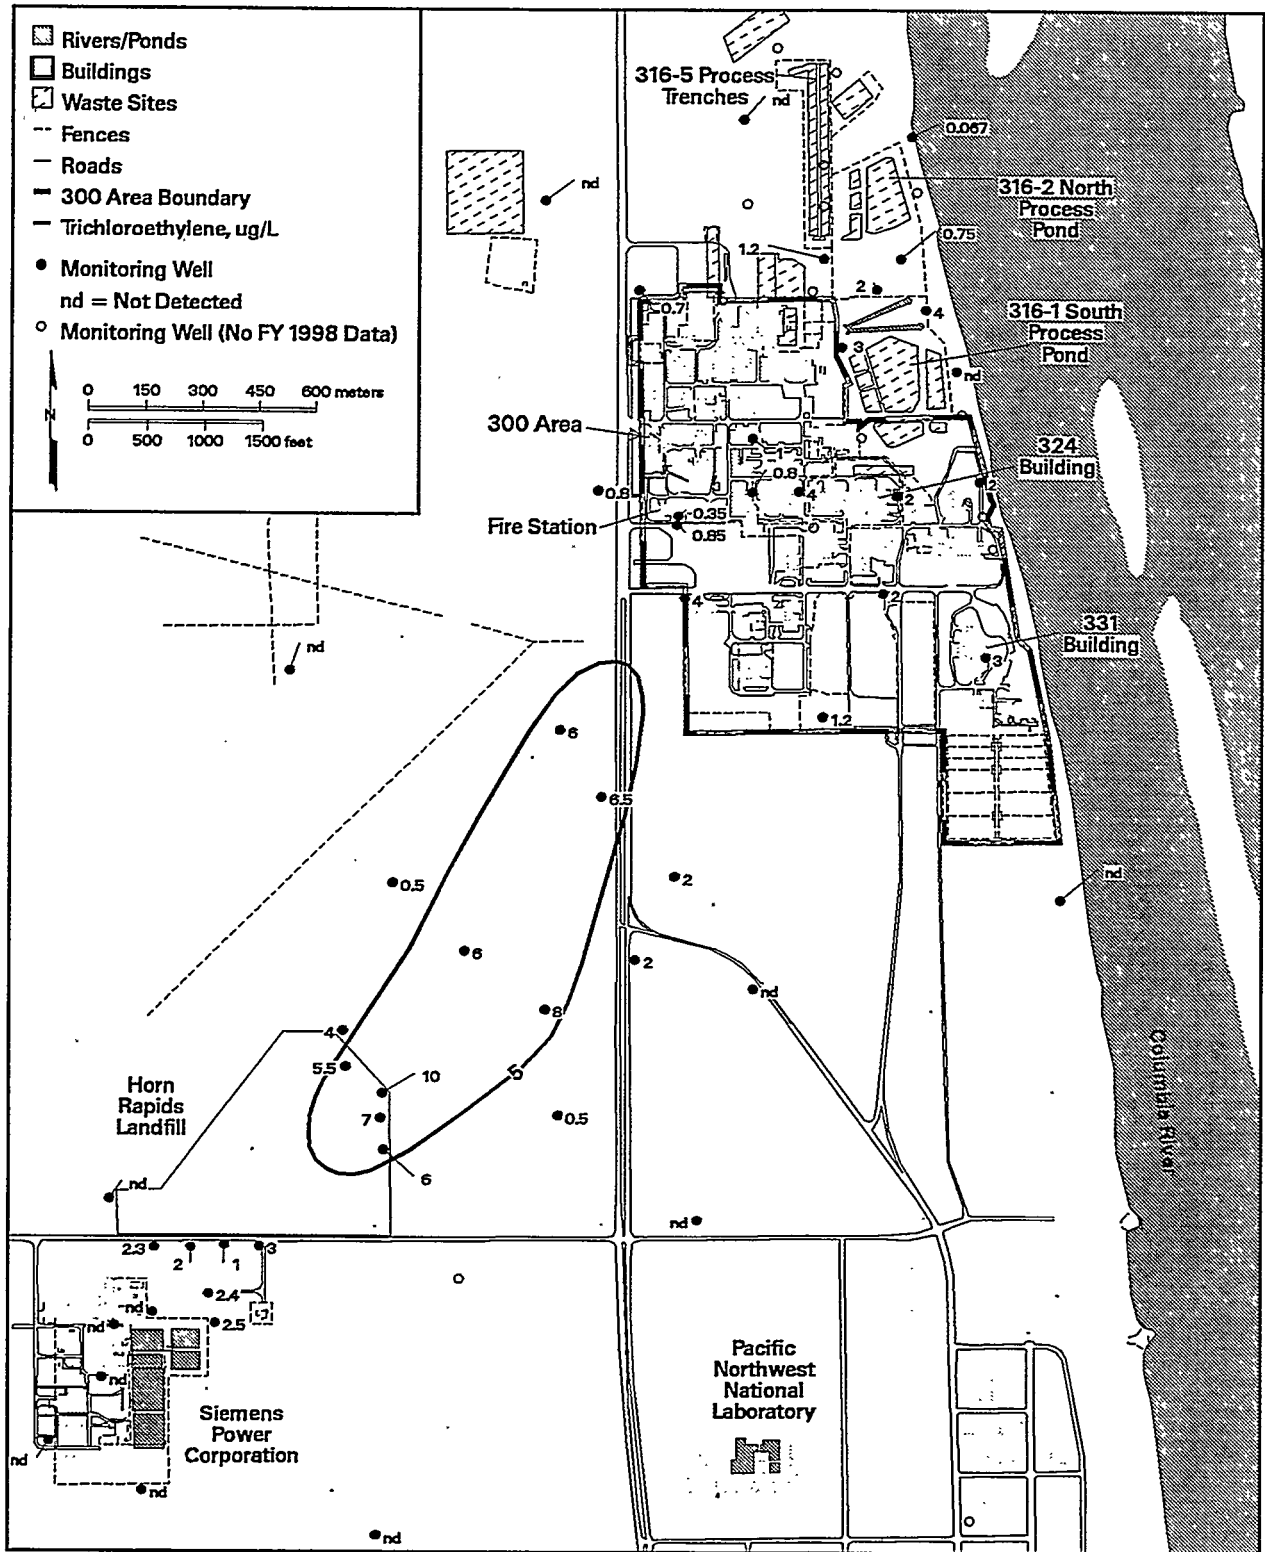 Rivers/Ponds
Buildings
Waste Sites
Fences
Roads
300 Area Boundary
Trichloroethylene, ug/L
Monitoring Well
nd = Not Detected
Monitoring Well (No FY 1998 Data)
N
0 150 300 450 600 meters
0 500 1000 1500 feet
316-5 Process
Trenches
nd
0.067
nd
316-2 North
Process
Pond
0.75
1.2
2
0.7
4
316-1 South
Process
Pond
3
nd
300 Area
1
324
Building
0.8
0.8
4
2
2
Fire Station
0.35
0.85
4
2
nd
331
Building
3
1.2
6
6.5
0.5
2
nd
6
2
nd
8
4
5.5
10
5
Horn
Rapids
Landfill
7
0.5
6
nd
nd
Columbia River
2.3
2
1
3
2.4
nd
nd
2.5
nd
Siemens
Power
Corporation
nd
nd
nd
Pacific
Northwest
National
Laboratory